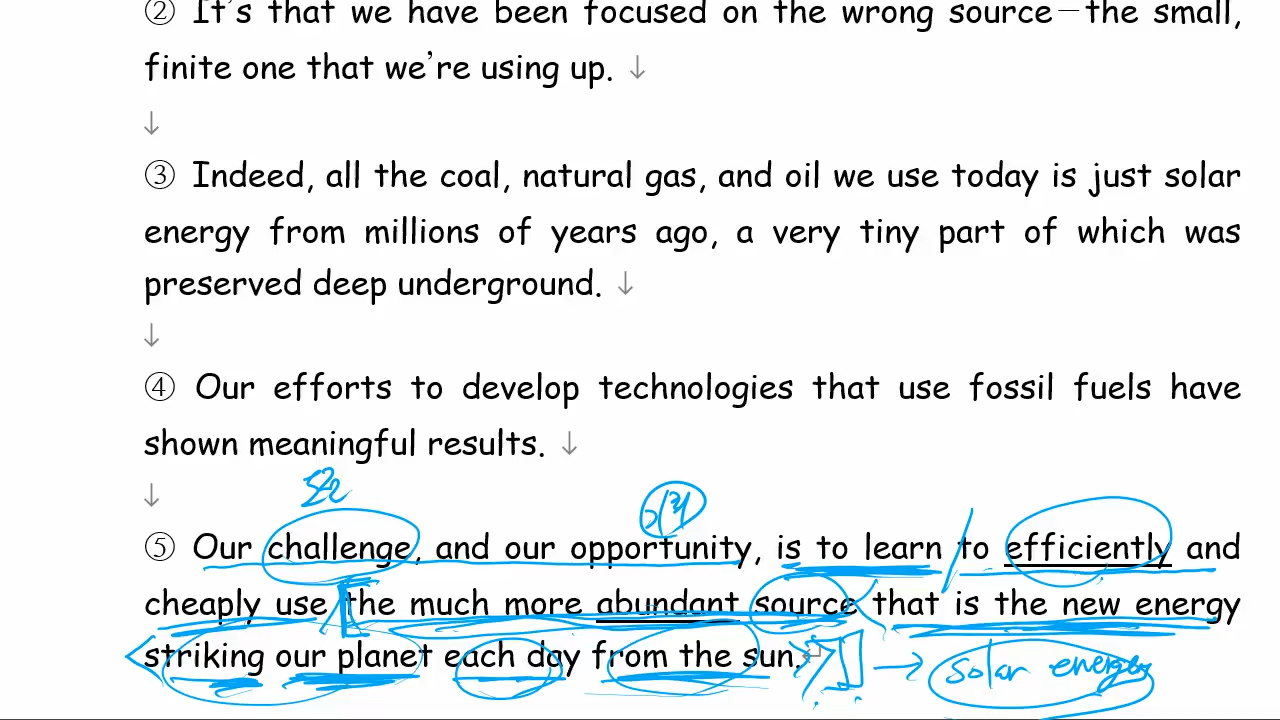 ② It's that we have been focused on the wrong source－the small,
finite one that we're using up. ↓
↓
③ Indeed, all the coal, natural gas, and oil we use today is just solar
energy from millions of years ago, a very tiny part of which was
preserved deep underground. ↓
↓
④ Our efforts to develop technologies that use fossil fuels have
shown meaningful results. ↓
↓
⑤ Our challenge, and our opportunity, is to learn to efficiently and
cheaply use the much more abundant source that is the new energy
striking our planet each day from the sun.
solar energy